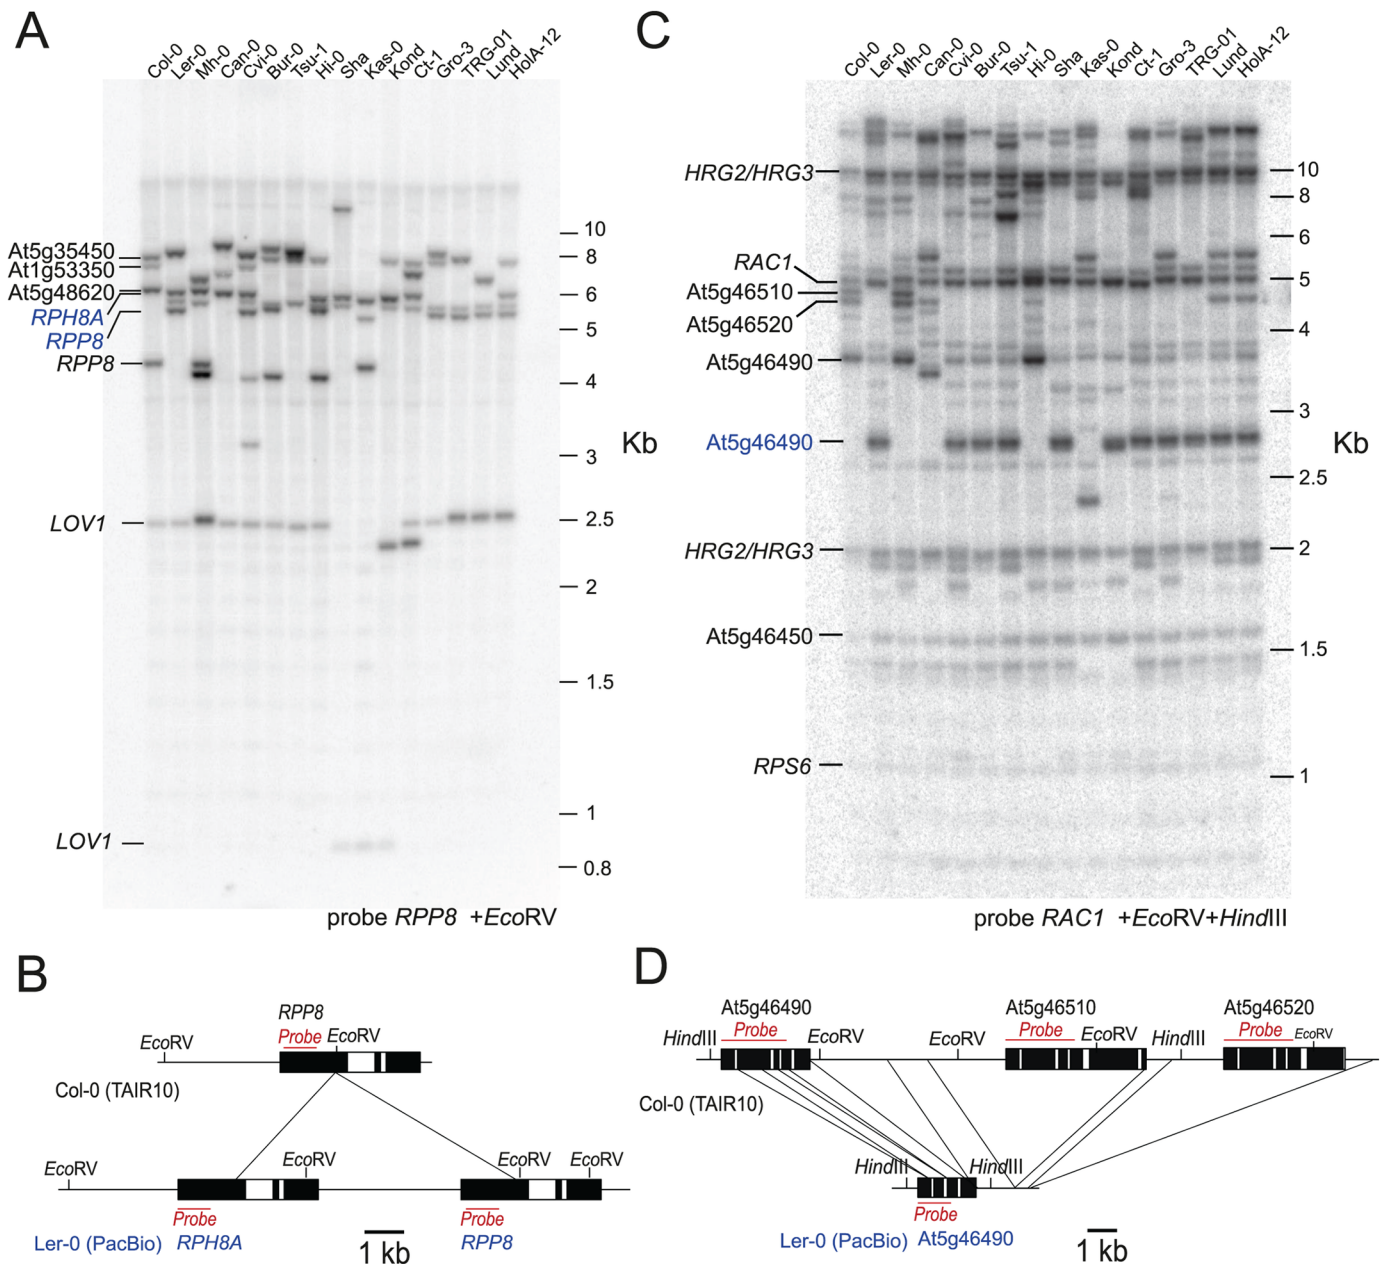 A
Col-0
Ler-0
Mh-0
Can-0
Cvi-0
Bur-0
Tsu-1
Hi-0
Sha
Kas-0
Kond
Ct-1
Gro-3
TRG-01
Lund
HolA-12
At5g35450
At1g53350
At5g48620
RPH8A
RPP8
RPP8
LOV1
LOV1
10
8
6
5
4
3
2.5
2
1.5
1
0.8
Kb
probe RPP8 +EcoRV
C
Col-0
Ler-0
Mh-0
Can-0
Cvi-0
Bur-0
Tsu-1
Hi-0
Sha
Kas-0
Kond
Ct-1
Gro-3
TRG-01
Lund
HolA-12
HRG2/HRG3
RAC1
At5g46510
At5g46520
At5g46490
At5g46490
HRG2/HRG3
At5g46450
RPS6
10
8
6
5
4
3
2.5
2
1.5
1
Kb
probe RAC1 +EcoRV+HindIII
B
RPP8
Probe
EcoRV
EcoRV
Col-0 (TAIR10)
EcoRV
EcoRV
EcoRV
EcoRV
Probe
Probe
Ler-0 (PacBio)
RPH8A
RPP8
1 kb
D
At5g46490
At5g46510
At5g46520
Probe
Probe
Probe
HindIII
EcoRV
EcoRV
EcoRV
HindIII
EcoRV
Col-0 (TAIR10)
HindIII
HindIII
Probe
Ler-0 (PacBio)
At5g46490
1 kb